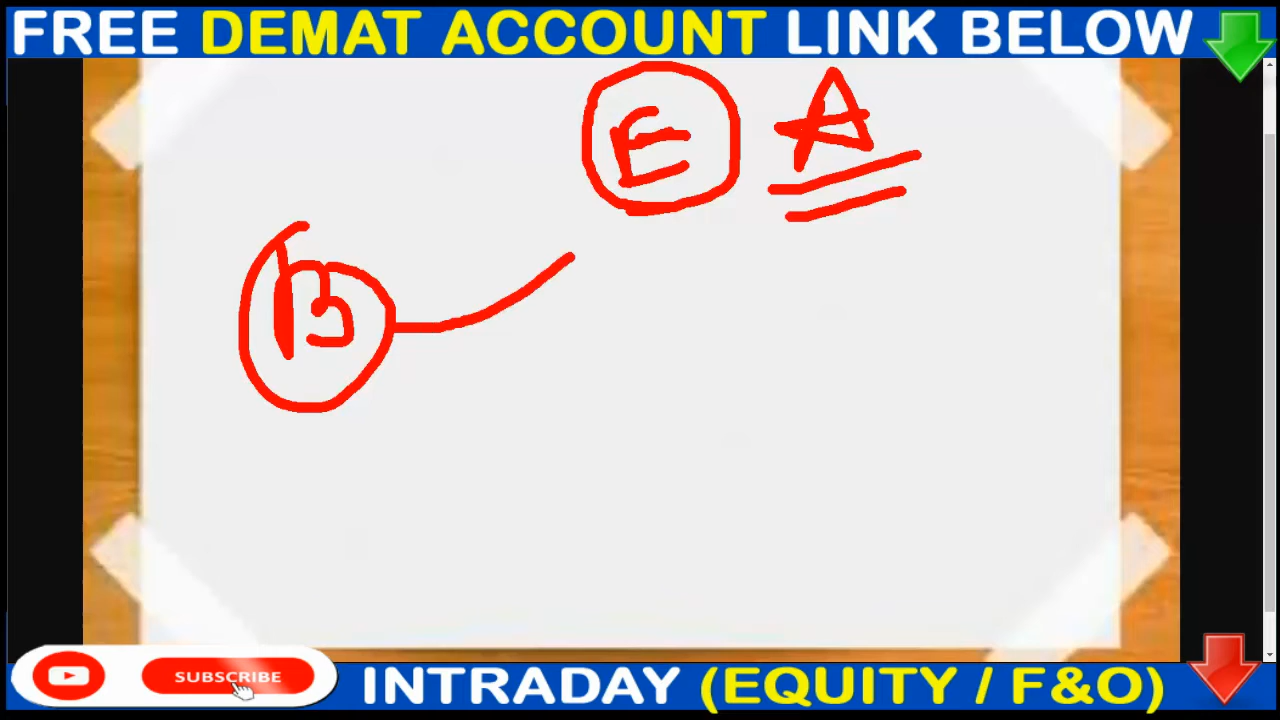 FREE DEMAT ACCOUNT LINK BELOW
E A
B
SUBSCRIBE
INTRADAY (EQUITY / F&O)